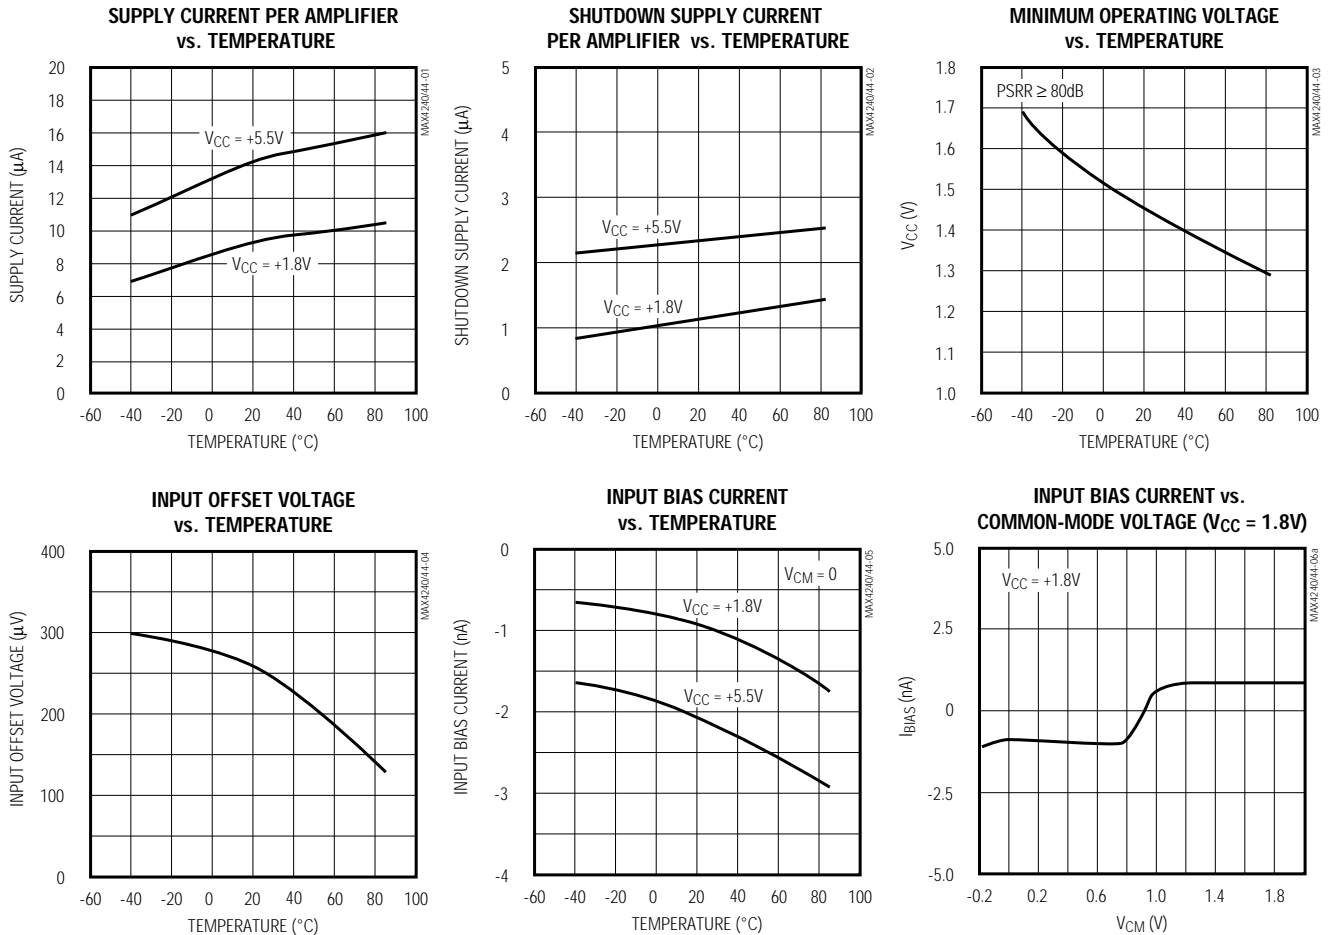 SUPPLY CURRENT PER AMPLIFIER
vs. TEMPERATURE
20
18
16
14
12
10
8
6
4
2
0
SUPPLY CURRENT (µA)
VCC = +5.5V
VCC = +1.8V
MAX4240/44-01
-60 -40 -20 0 20 40 60 80 100
TEMPERATURE (°C)
SHUTDOWN SUPPLY CURRENT
PER AMPLIFIER vs. TEMPERATURE
5
4
3
2
1
0
SHUTDOWN SUPPLY CURRENT (µA)
VCC = +5.5V
VCC = +1.8V
MAX4240/44-02
-60 -40 -20 0 20 40 60 80 100
TEMPERATURE (°C)
MINIMUM OPERATING VOLTAGE
vs. TEMPERATURE
1.8
1.7
1.6
1.5
1.4
1.3
1.2
1.1
1.0
VCC (V)
PSRR ≥ 80dB
MAX4240/44-03
-60 -40 -20 0 20 40 60 80 100
TEMPERATURE (°C)
INPUT OFFSET VOLTAGE
vs. TEMPERATURE
400
300
200
100
0
INPUT OFFSET VOLTAGE (µV)
MAX4240/44-04
-60 -40 -20 0 20 40 60 80 100
TEMPERATURE (°C)
INPUT BIAS CURRENT
vs. TEMPERATURE
0
-1
-2
-3
-4
INPUT BIAS CURRENT (nA)
VCM = 0
VCC = +1.8V
VCC = +5.5V
MAX4240/44-05
-60 -40 -20 0 20 40 60 80 100
TEMPERATURE (°C)
INPUT BIAS CURRENT vs.
COMMON-MODE VOLTAGE (VCC = 1.8V)
5.0
2.5
0
-2.5
-5.0
IBIAS (nA)
VCC = +1.8V
MAX4240/44-06a
-0.2 0.2 0.6 1.0 1.4 1.8
VCM (V)